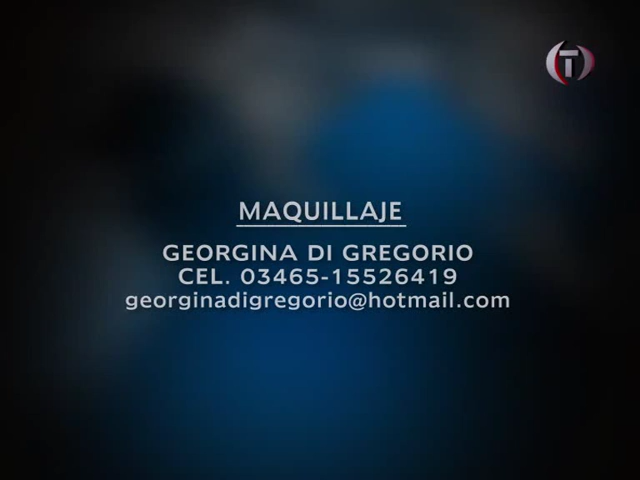 T
MAQUILLAJE
GEORGINA DI GREGORIO
CEL. 03465-15526419
georginadigregorio@hotmail.com